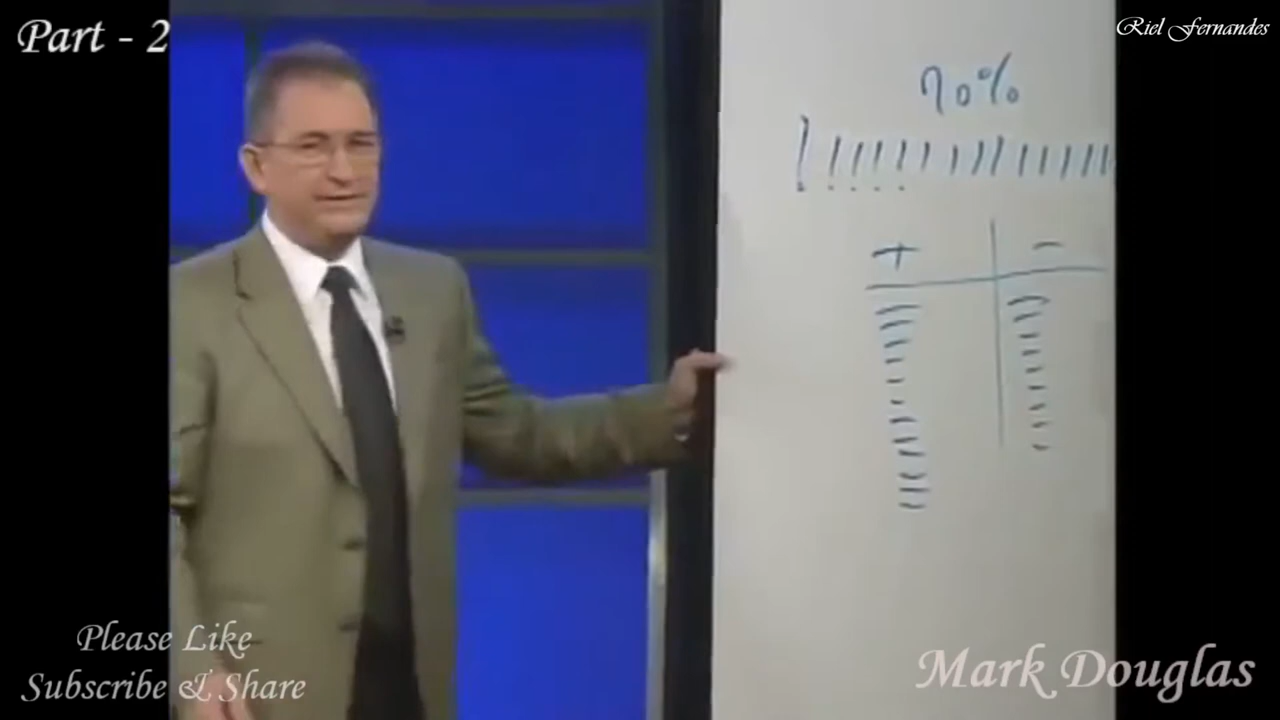 Part - 2
Riel Fernandes
70%
+ -
Please Like
Subscribe & Share
Mark Douglas